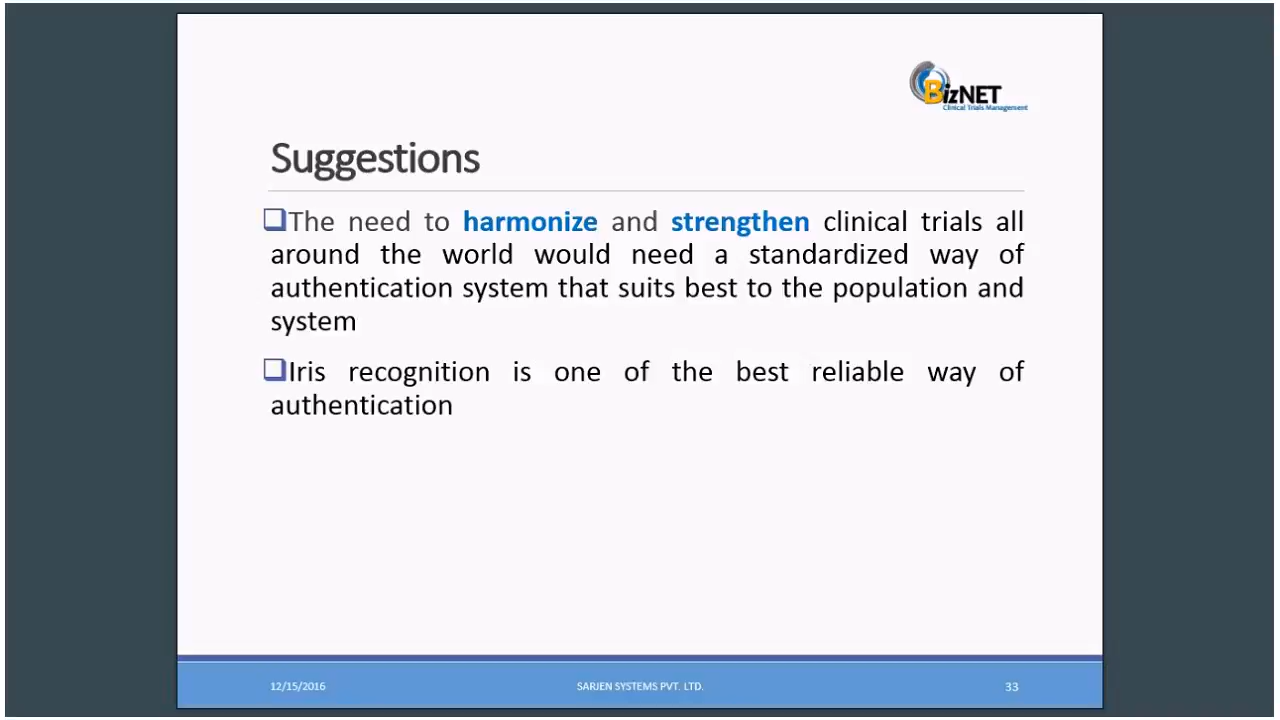 BizNET
Clinical Trials Management
Suggestions
❑The need to harmonize and strengthen clinical trials all
around the world would need a standardized way of
authentication system that suits best to the population and
system
❑Iris recognition is one of the best reliable way of
authentication
12/15/2016 SARJEN SYSTEMS PVT. LTD. 33